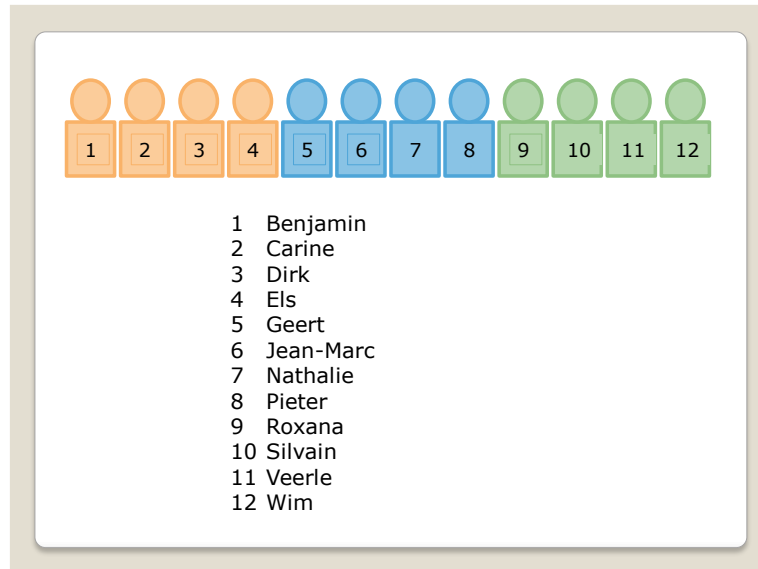 1 2 3 4 5 6 7 8 9 10 11 12
1 Benjamin
2 Carine
3 Dirk
4 Els
5 Geert
6 Jean-Marc
7 Nathalie
8 Pieter
9 Roxana
10 Silvain
11 Veerle
12 Wim